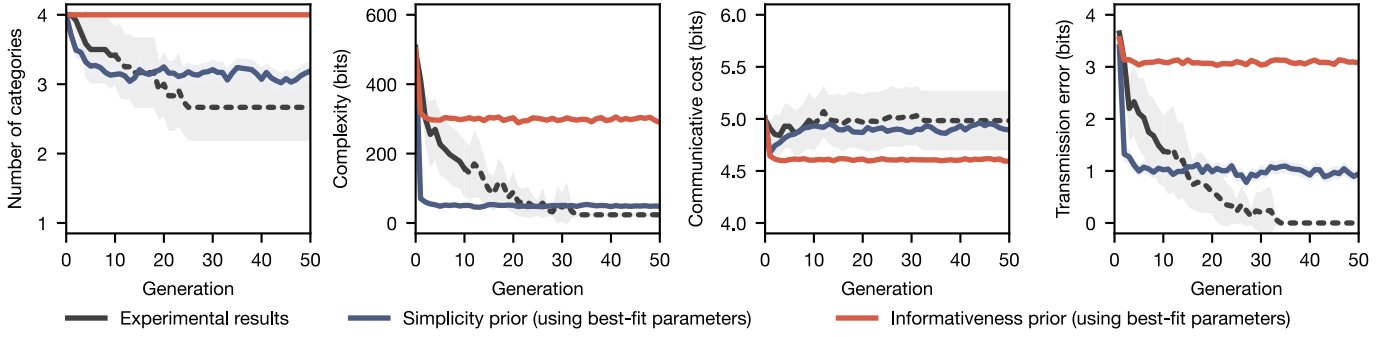 Number of categories
4
3
2
1
0 10 20 30 40 50
Generation
Complexity (bits)
600
400
200
0
0 10 20 30 40 50
Generation
Communicative cost (bits)
6.0
5.5
5.0
4.5
4.0
0 10 20 30 40 50
Generation
Transmission error (bits)
4
3
2
1
0
0 10 20 30 40 50
Generation
Experimental results
Simplicity prior (using best-fit parameters)
Informativeness prior (using best-fit parameters)